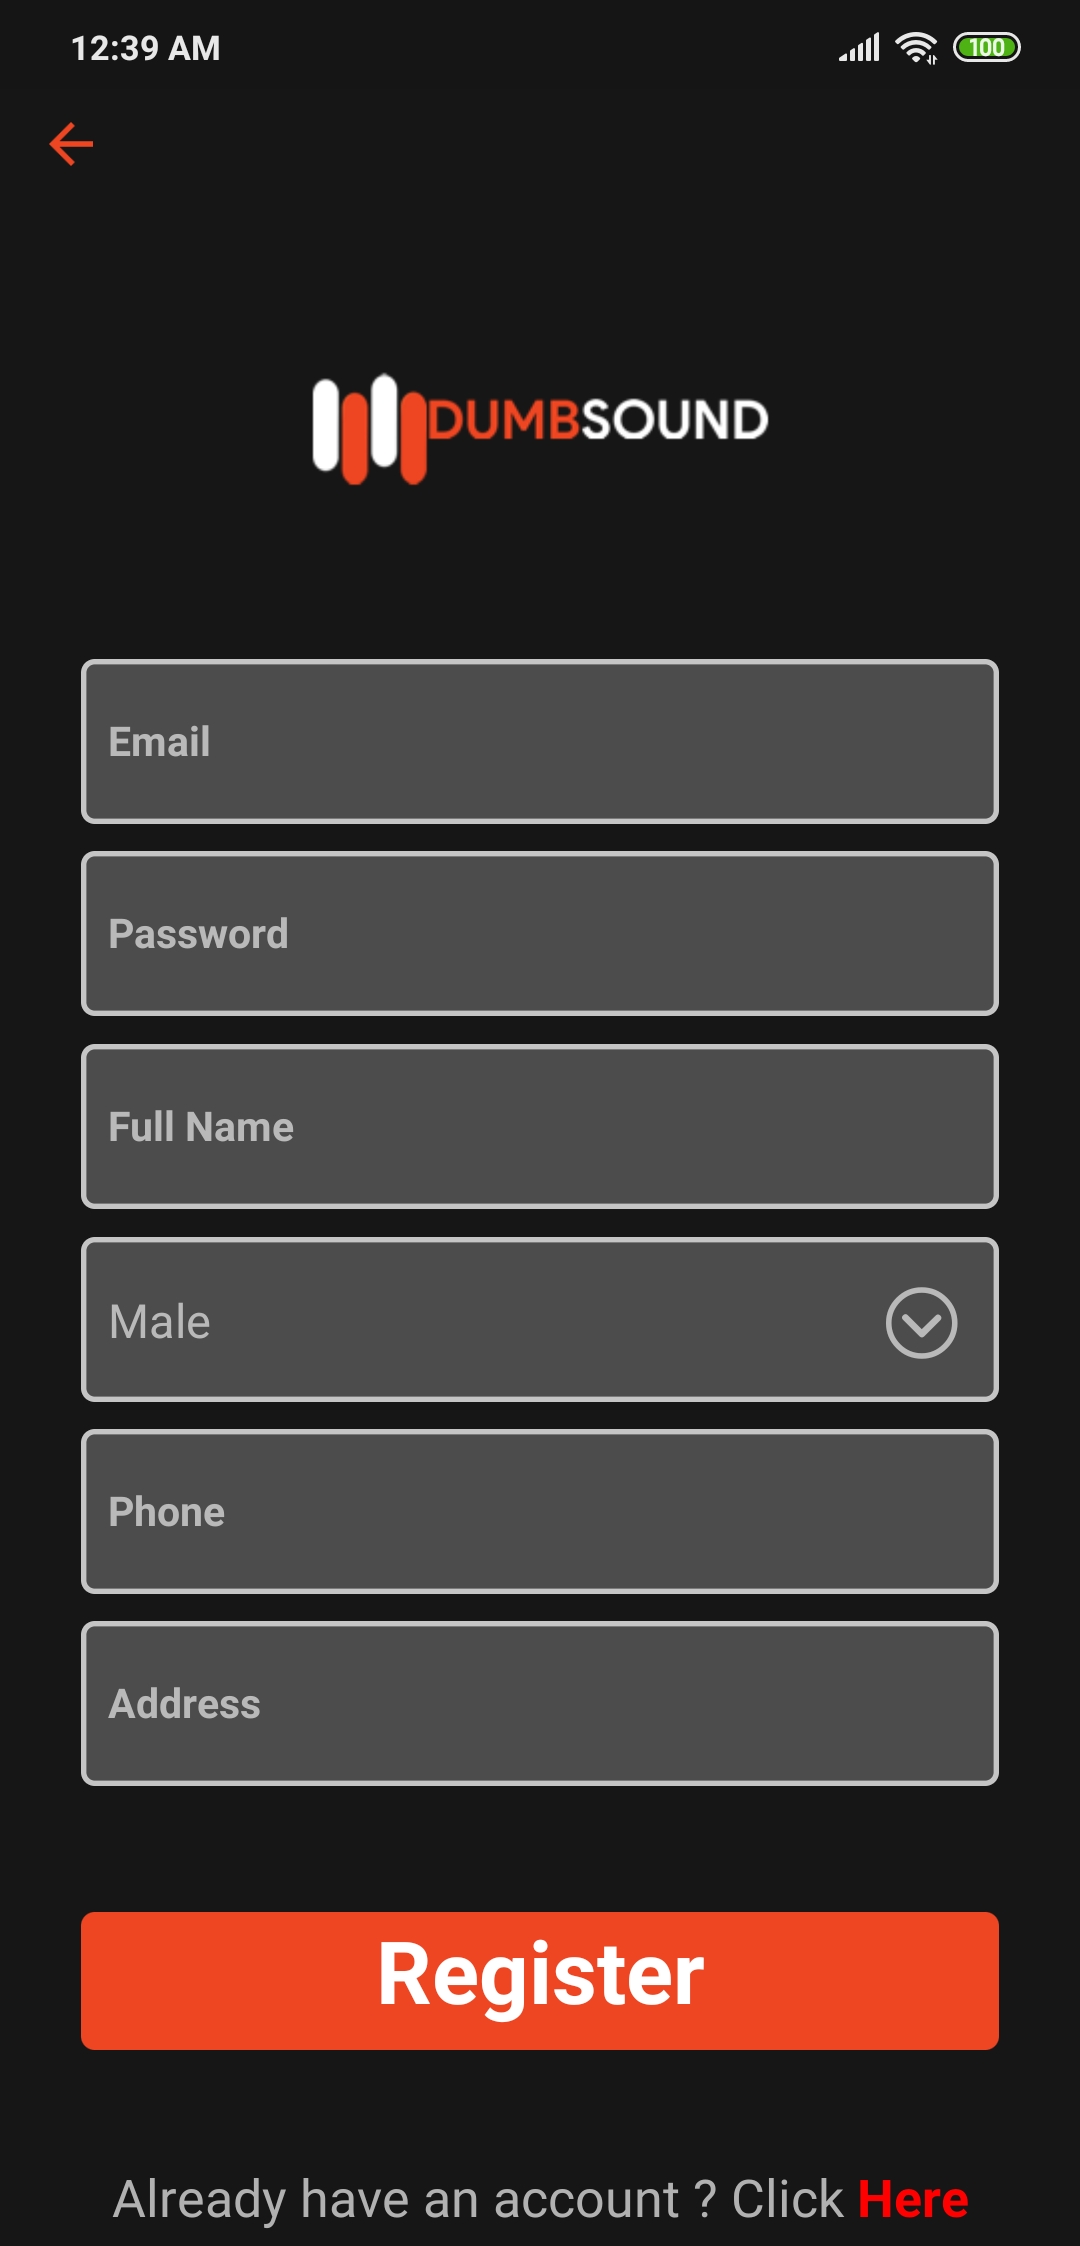 12:39 AM
100
DUMBSOUND
Email
Password
Full Name
Male
Phone
Address
Register
Already have an account ? Click Here